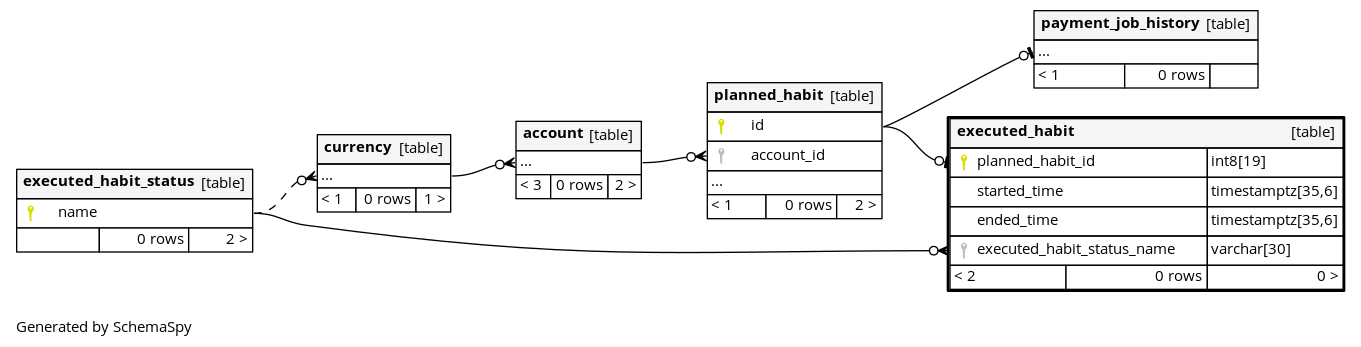 payment_job_history [table]
...
< 1 0 rows
planned_habit [table]
id
account_id
...
< 1 0 rows 2 >
executed_habit [table]
planned_habit_id int8[19]
started_time timestamptz[35,6]
ended_time timestamptz[35,6]
executed_habit_status_name varchar[30]
< 2 0 rows 0 >
account [table]
...
< 3 0 rows 2 >
currency [table]
...
< 1 0 rows 1 >
executed_habit_status [table]
name
0 rows 2 >
Generated by SchemaSpy